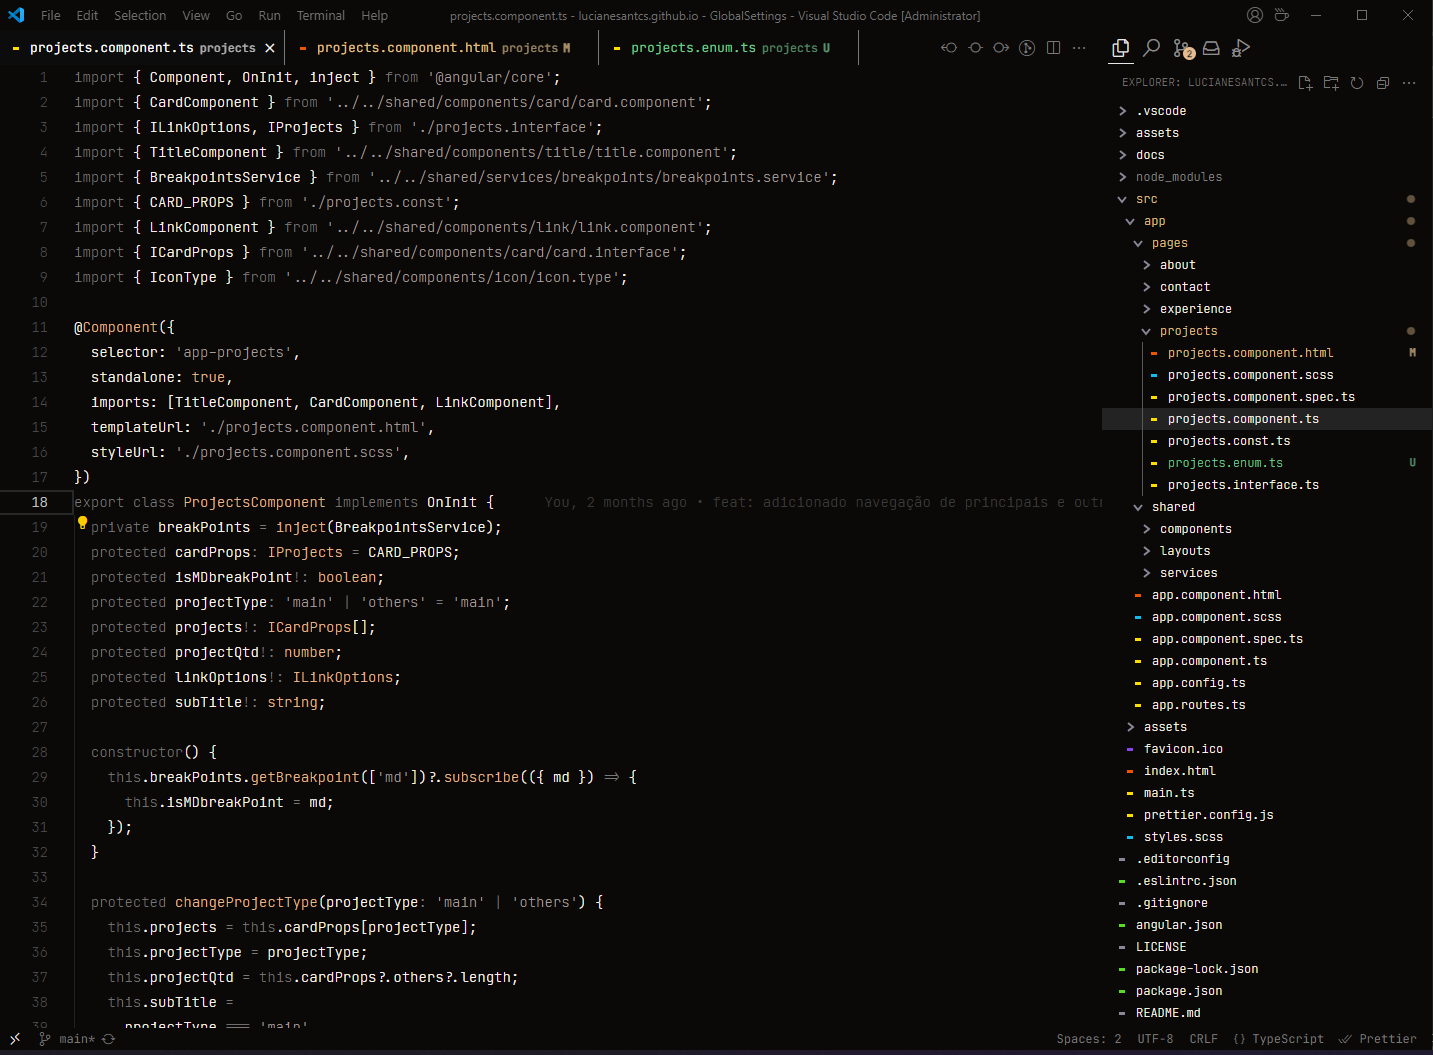 File Edit Selection View Go Run Terminal Help
projects.component.ts - lucianesantcs.github.io - GlobalSettings - Visual Studio Code [Administrator]
projects.component.ts projects
projects.component.html projects M
projects.enum.ts projects U
1 import { Component, OnInit, inject } from '@angular/core';
2 import { CardComponent } from '../../shared/components/card/card.component';
3 import { ILinkOptions, IProjects } from './projects.interface';
4 import { TitleComponent } from '../../shared/components/title/title.component';
5 import { BreakpointsService } from '../../shared/services/breakpoints/breakpoints.service';
6 import { CARD_PROPS } from './projects.const';
7 import { LinkComponent } from '../../shared/components/link/link.component';
8 import { ICardProps } from '../../shared/components/card/card.interface';
9 import { IconType } from '../../shared/components/icon/icon.type';
10
11 @Component({
12 selector: 'app-projects',
13 standalone: true,
14 imports: [TitleComponent, CardComponent, LinkComponent],
15 templateUrl: './projects.component.html',
16 styleUrl: './projects.component.scss',
17 })
18 export class ProjectsComponent implements OnInit { You, 2 months ago • feat: adicionado navegação de principais e outr
19 private breakPoints = inject(BreakpointsService);
20 protected cardProps: IProjects = CARD_PROPS;
21 protected isMDbreakPoint!: boolean;
22 protected projectType: 'main' | 'others' = 'main';
23 protected projects!: ICardProps[];
24 protected projectQtd!: number;
25 protected linkOptions!: ILinkOptions;
26 protected subTitle!: string;
27
28 constructor() {
29 this.breakPoints.getBreakpoint(['md'])?.subscribe(({ md }) => {
30 this.isMDbreakPoint = md;
31 });
32 }
33
34 protected changeProjectType(projectType: 'main' | 'others') {
35 this.projects = this.cardProps[projectType];
36 this.projectType = projectType;
37 this.projectQtd = this.cardProps?.others?.length;
38 this.subTitle =
39 projectType === 'main'
2
EXPLORER: LUCIANESANTCS....
.vscode
assets
docs
node_modules
src
app
pages
about
contact
experience
projects
projects.component.html M
projects.component.scss
projects.component.spec.ts
projects.component.ts
projects.const.ts
projects.enum.ts U
projects.interface.ts
shared
components
layouts
services
app.component.html
app.component.scss
app.component.spec.ts
app.component.ts
app.config.ts
app.routes.ts
assets
favicon.ico
index.html
main.ts
prettier.config.js
styles.scss
.editorconfig
.eslintrc.json
.gitignore
angular.json
LICENSE
package-lock.json
package.json
README.md
main* Spaces: 2 UTF-8 CRLF {} TypeScript Prettier